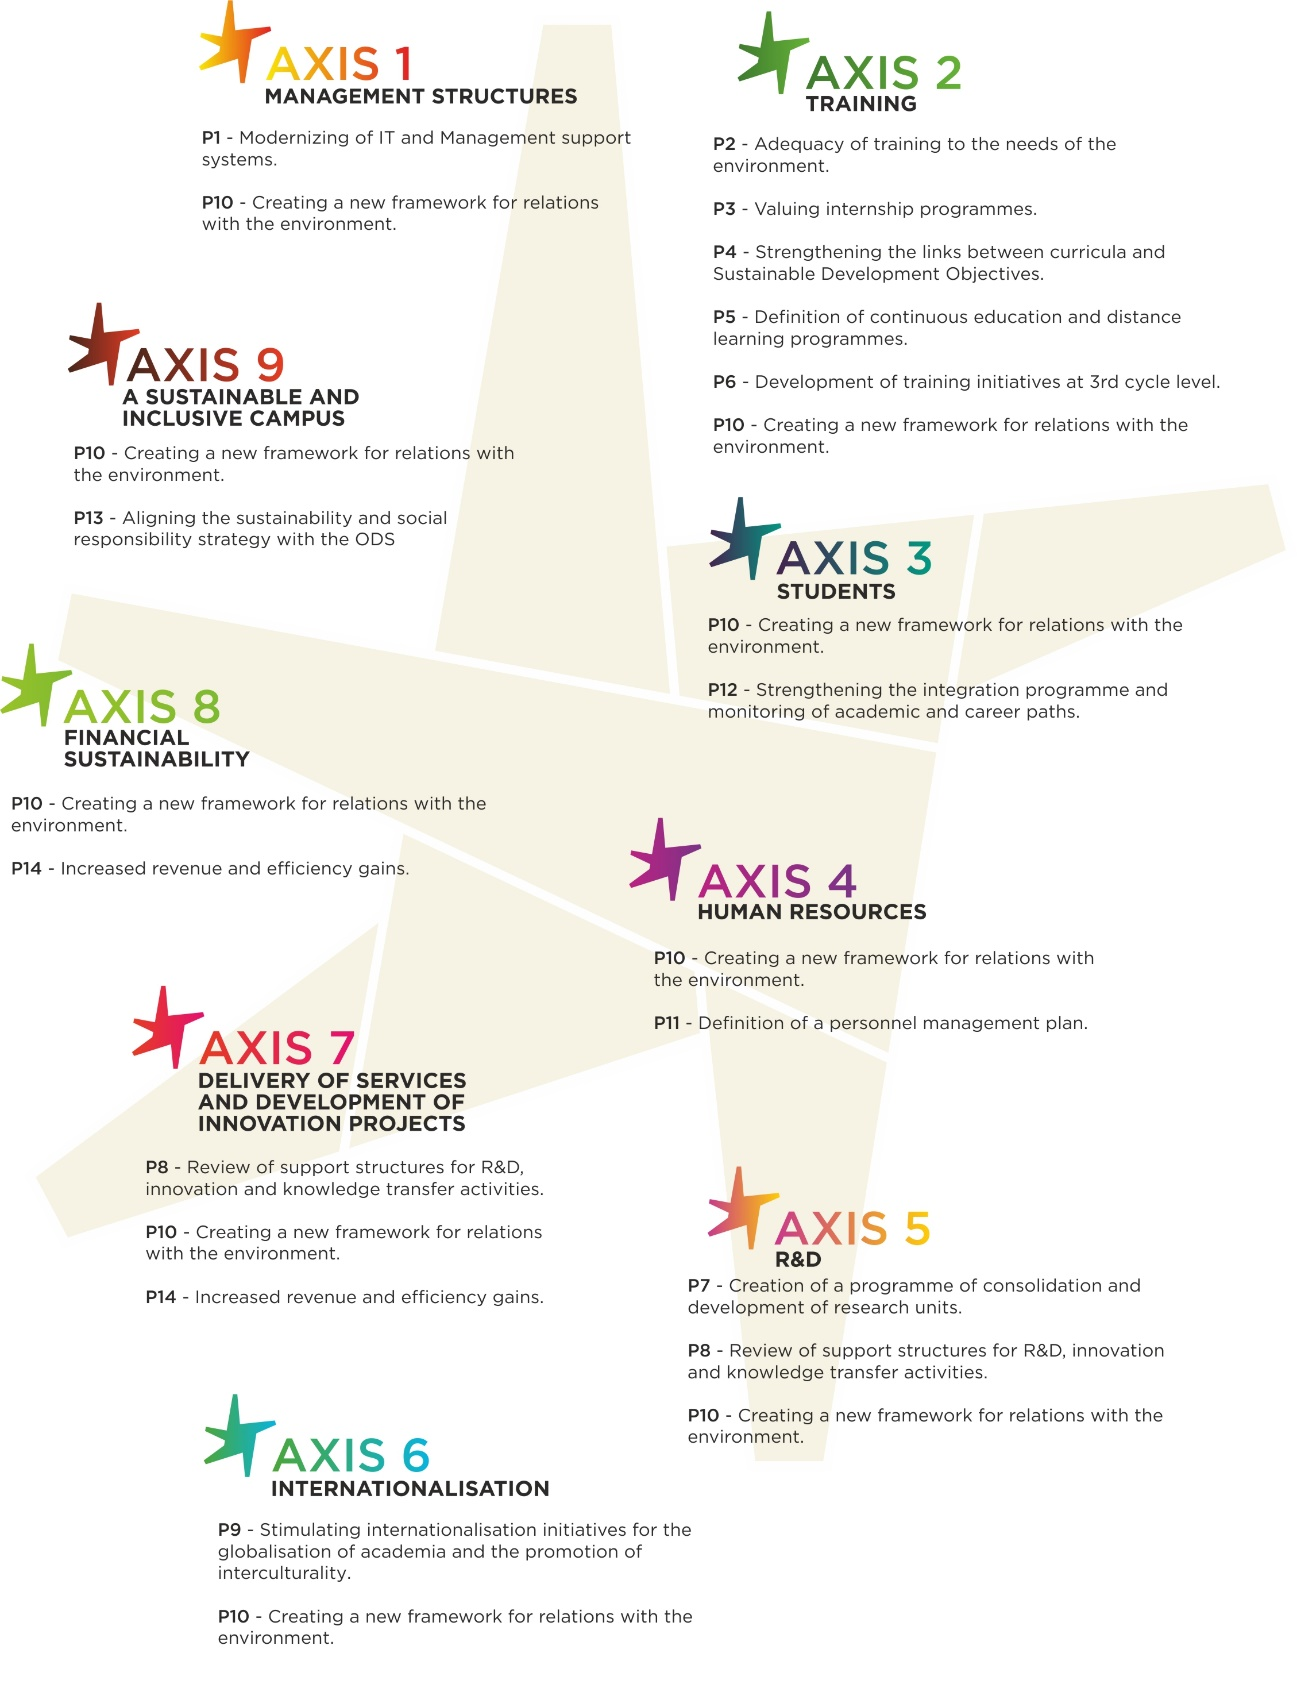 AXIS 1
MANAGEMENT STRUCTURES
P1 - Modernizing of IT and Management support
systems.
P10 - Creating a new framework for relations
with the environment.
AXIS 2
TRAINING
P2 - Adequacy of training to the needs of the
environment.
P3 - Valuing internship programmes.
P4 - Strengthening the links between curricula and
Sustainable Development Objectives.
P5 - Definition of continuous education and distance
learning programmes.
P6 - Development of training initiatives at 3rd cycle level.
P10 - Creating a new framework for relations with the
environment.
AXIS 9
A SUSTAINABLE AND
INCLUSIVE CAMPUS
P10 - Creating a new framework for relations with
the environment.
P13 - Aligning the sustainability and social
responsibility strategy with the ODS
AXIS 3
STUDENTS
P10 - Creating a new framework for relations with the
environment.
P12 - Strengthening the integration programme and
monitoring of academic and career paths.
AXIS 8
FINANCIAL
SUSTAINABILITY
P10 - Creating a new framework for relations with the
environment.
P14 - Increased revenue and efficiency gains.
AXIS 4
HUMAN RESOURCES
P10 - Creating a new framework for relations with
the environment.
P11 - Definition of a personnel management plan.
AXIS 7
DELIVERY OF SERVICES
AND DEVELOPMENT OF
INNOVATION PROJECTS
P8 - Review of support structures for R&D,
innovation and knowledge transfer activities.
P10 - Creating a new framework for relations
with the environment.
P14 - Increased revenue and efficiency gains.
AXIS 5
R&D
P7 - Creation of a programme of consolidation and
development of research units.
P8 - Review of support structures for R&D, innovation
and knowledge transfer activities.
P10 - Creating a new framework for relations with the
environment.
AXIS 6
INTERNATIONALISATION
P9 - Stimulating internationalisation initiatives for the
globalisation of academia and the promotion of
interculturality.
P10 - Creating a new framework for relations with the
environment.